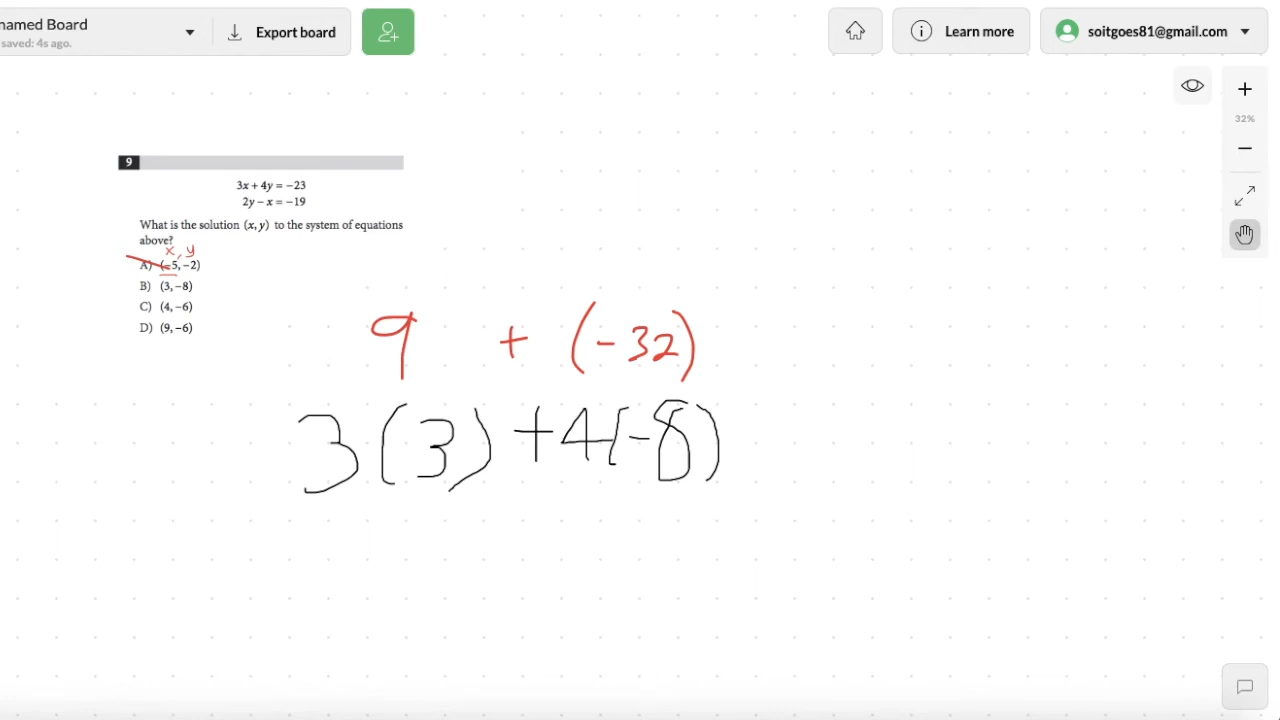 named Board
saved: 4s ago.
Export board
Learn more
soitgoes81@gmail.com
32%
9
3x + 4y = −23
2y − x = −19
What is the solution (x, y) to the system of equations
above?
x, y
A) (−5, −2)
B) (3, −8)
C) (4, −6)
D) (9, −6)
9 + (-32)
3(3)+4(-8)